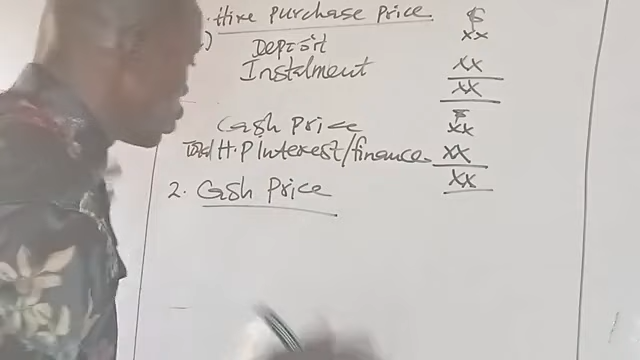 . Hire Purchase Price $
) Deposit xx
Instalment xx
xx
$
Cash Price xx
Total H.P Interest/finance xx
xx
2. Cash Price